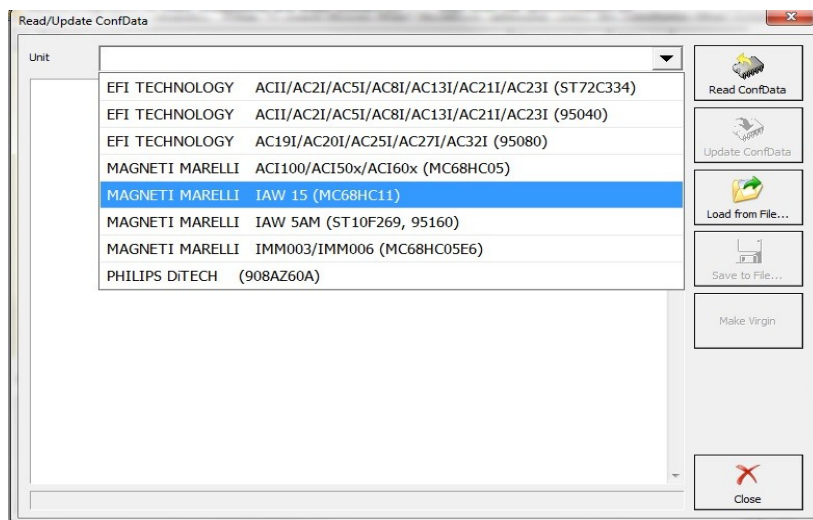 Read/Update ConfData
Unit
EFI TECHNOLOGY ACII/AC2I/AC5I/AC8I/AC13I/AC21I/AC23I (ST72C334)
EFI TECHNOLOGY ACII/AC2I/AC5I/AC8I/AC13I/AC21I/AC23I (95040)
EFI TECHNOLOGY AC19I/AC20I/AC25I/AC27I/AC32I (95080)
MAGNETI MARELLI ACI100/ACI50x/ACI60x (MC68HC05)
MAGNETI MARELLI IAW 15 (MC68HC11)
MAGNETI MARELLI IAW 5AM (ST10F269, 95160)
MAGNETI MARELLI IMM003/IMM006 (MC68HC05E6)
PHILIPS DiTECH (908AZ60A)
Read ConfData
Update ConfData
Load from File...
Save to File...
Make Virgin
Close